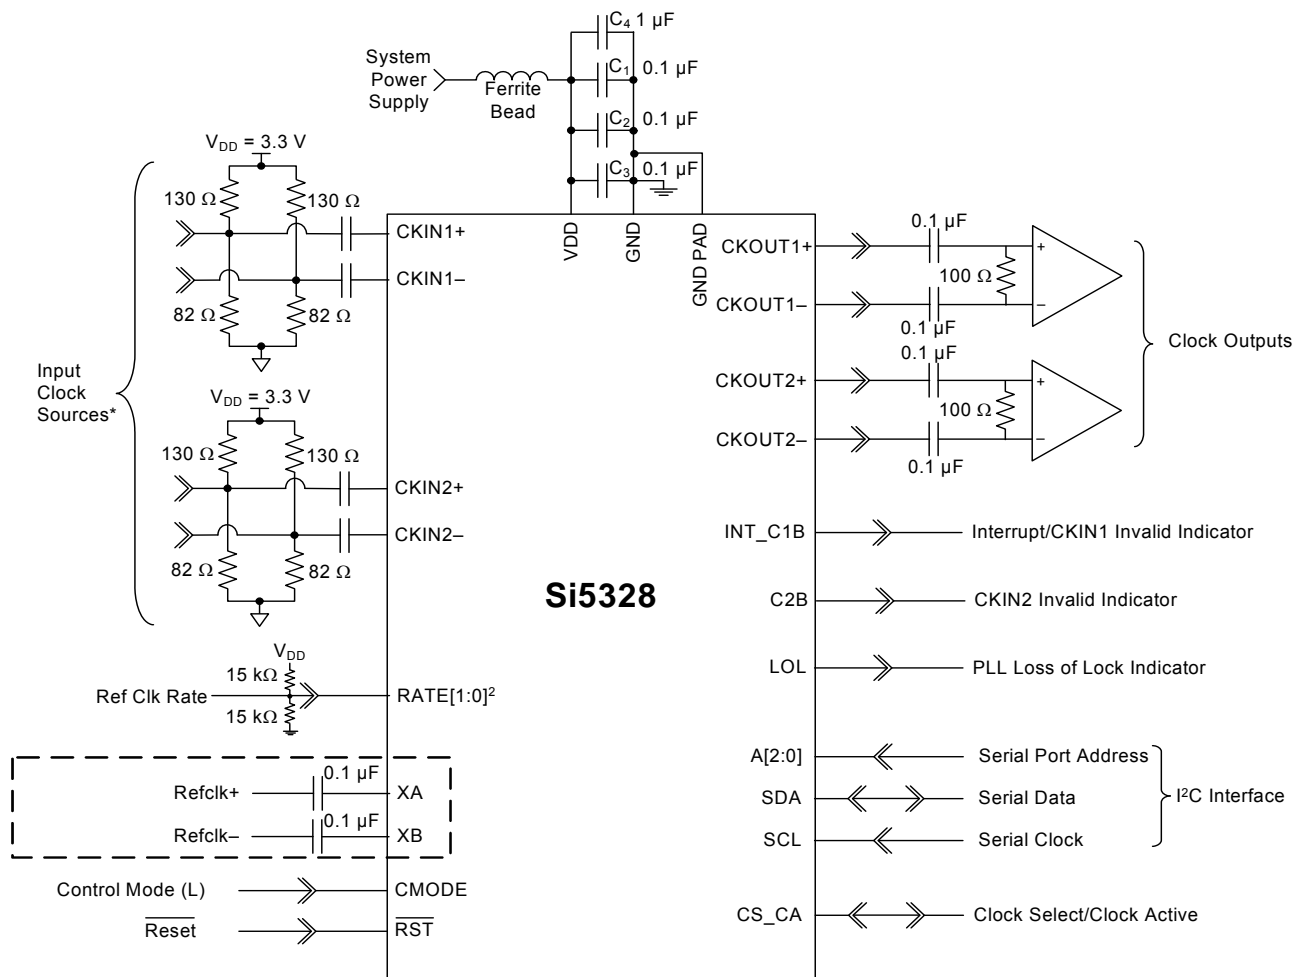 C4 1 µF
System
Power
Supply
Ferrite
Bead
C1 0.1 µF
C2 0.1 µF
C3 0.1 µF
VDD = 3.3 V
130 Ω
130 Ω
CKIN1+
CKIN1–
82 Ω
82 Ω
Input
Clock
Sources*
VDD = 3.3 V
130 Ω
130 Ω
CKIN2+
CKIN2–
82 Ω
82 Ω
VDD
15 kΩ
Ref Clk Rate
RATE[1:0]²
15 kΩ
0.1 µF
Refclk+
XA
0.1 µF
Refclk–
XB
Control Mode (L)
CMODE
Reset
RST
VDD
GND
GND PAD
Si5328
CKOUT1+
0.1 µF
100 Ω
+
–
CKOUT1–
0.1 µF
0.1 µF
CKOUT2+
100 Ω
+
–
CKOUT2–
0.1 µF
Clock Outputs
INT_C1B
Interrupt/CKIN1 Invalid Indicator
C2B
CKIN2 Invalid Indicator
LOL
PLL Loss of Lock Indicator
A[2:0]
Serial Port Address
SDA
Serial Data
I²C Interface
SCL
Serial Clock
CS_CA
Clock Select/Clock Active